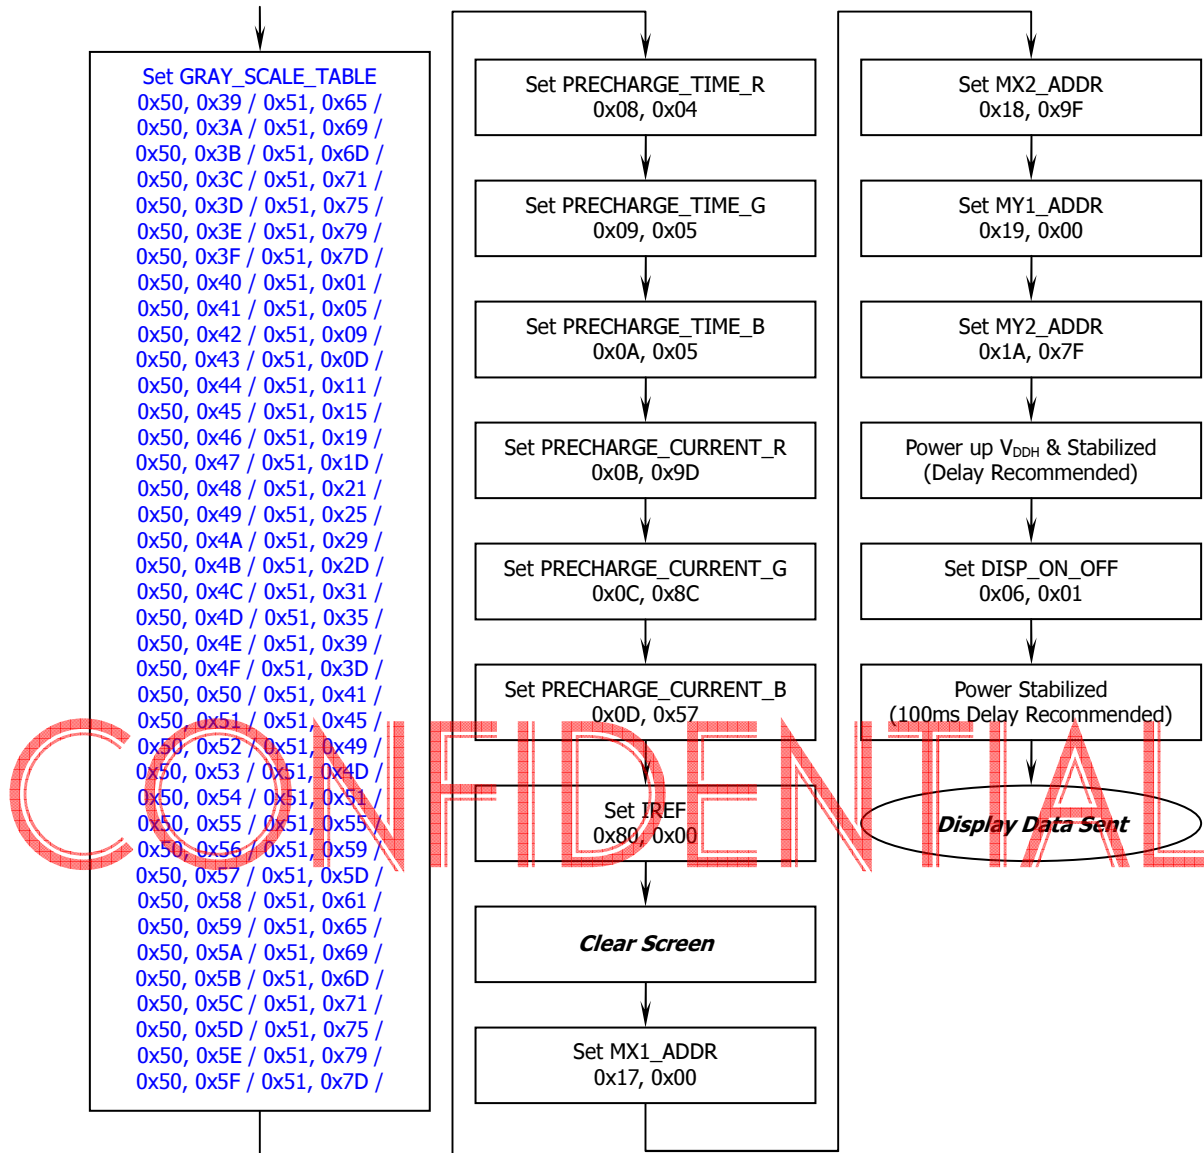 Set GRAY_SCALE_TABLE
0x50, 0x39 / 0x51, 0x65 /
0x50, 0x3A / 0x51, 0x69 /
0x50, 0x3B / 0x51, 0x6D /
0x50, 0x3C / 0x51, 0x71 /
0x50, 0x3D / 0x51, 0x75 /
0x50, 0x3E / 0x51, 0x79 /
0x50, 0x3F / 0x51, 0x7D /
0x50, 0x40 / 0x51, 0x01 /
0x50, 0x41 / 0x51, 0x05 /
0x50, 0x42 / 0x51, 0x09 /
0x50, 0x43 / 0x51, 0x0D /
0x50, 0x44 / 0x51, 0x11 /
0x50, 0x45 / 0x51, 0x15 /
0x50, 0x46 / 0x51, 0x19 /
0x50, 0x47 / 0x51, 0x1D /
0x50, 0x48 / 0x51, 0x21 /
0x50, 0x49 / 0x51, 0x25 /
0x50, 0x4A / 0x51, 0x29 /
0x50, 0x4B / 0x51, 0x2D /
0x50, 0x4C / 0x51, 0x31 /
0x50, 0x4D / 0x51, 0x35 /
0x50, 0x4E / 0x51, 0x39 /
0x50, 0x4F / 0x51, 0x3D /
0x50, 0x50 / 0x51, 0x41 /
0x50, 0x51 / 0x51, 0x45 /
0x50, 0x52 / 0x51, 0x49 /
0x50, 0x53 / 0x51, 0x4D /
0x50, 0x54 / 0x51, 0x51 /
0x50, 0x55 / 0x51, 0x55 /
0x50, 0x56 / 0x51, 0x59 /
0x50, 0x57 / 0x51, 0x5D /
0x50, 0x58 / 0x51, 0x61 /
0x50, 0x59 / 0x51, 0x65 /
0x50, 0x5A / 0x51, 0x69 /
0x50, 0x5B / 0x51, 0x6D /
0x50, 0x5C / 0x51, 0x71 /
0x50, 0x5D / 0x51, 0x75 /
0x50, 0x5E / 0x51, 0x79 /
0x50, 0x5F / 0x51, 0x7D /
Set PRECHARGE_TIME_R
0x08, 0x04
Set PRECHARGE_TIME_G
0x09, 0x05
Set PRECHARGE_TIME_B
0x0A, 0x05
Set PRECHARGE_CURRENT_R
0x0B, 0x9D
Set PRECHARGE_CURRENT_G
0x0C, 0x8C
Set PRECHARGE_CURRENT_B
0x0D, 0x57
Set IREF
0x80, 0x00
Clear Screen
Set MX1_ADDR
0x17, 0x00
Set MX2_ADDR
0x18, 0x9F
Set MY1_ADDR
0x19, 0x00
Set MY2_ADDR
0x1A, 0x7F
Power up VDDH & Stabilized
(Delay Recommended)
Set DISP_ON_OFF
0x06, 0x01
Power Stabilized
(100ms Delay Recommended)
Display Data Sent
CONFIDENTIAL